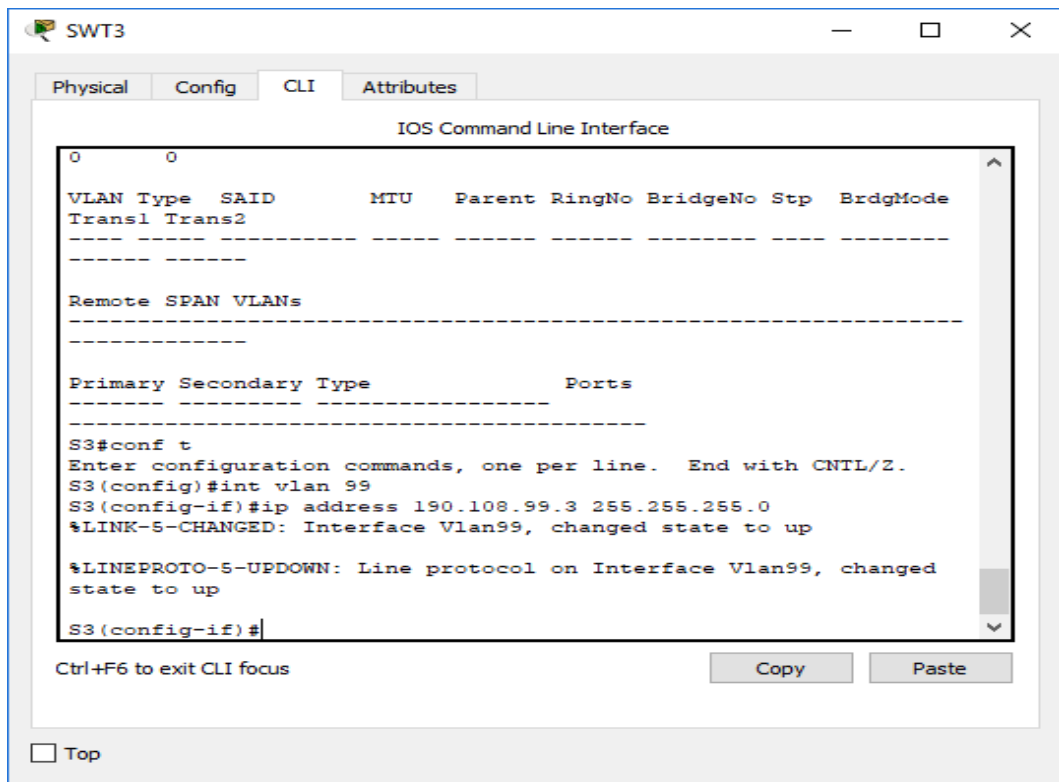 SWT3
Physical Config CLI Attributes
IOS Command Line Interface
0 0
VLAN Type SAID MTU Parent RingNo BridgeNo Stp BrdgMode
Trans1 Trans2
---- ----- ---------- ----- ------ ------ -------- ---- --------
------ ------
Remote SPAN VLANs
-----------------------------------------------------------------
-------------
Primary Secondary Type Ports
------- --------- -----------------
------------------------------------------
S3#conf t
Enter configuration commands, one per line. End with CNTL/Z.
S3(config)#int vlan 99
S3(config-if)#ip address 190.108.99.3 255.255.255.0
%LINK-5-CHANGED: Interface Vlan99, changed state to up
%LINEPROTO-5-UPDOWN: Line protocol on Interface Vlan99, changed
state to up
S3(config-if)#
Ctrl+F6 to exit CLI focus
Copy Paste
Top